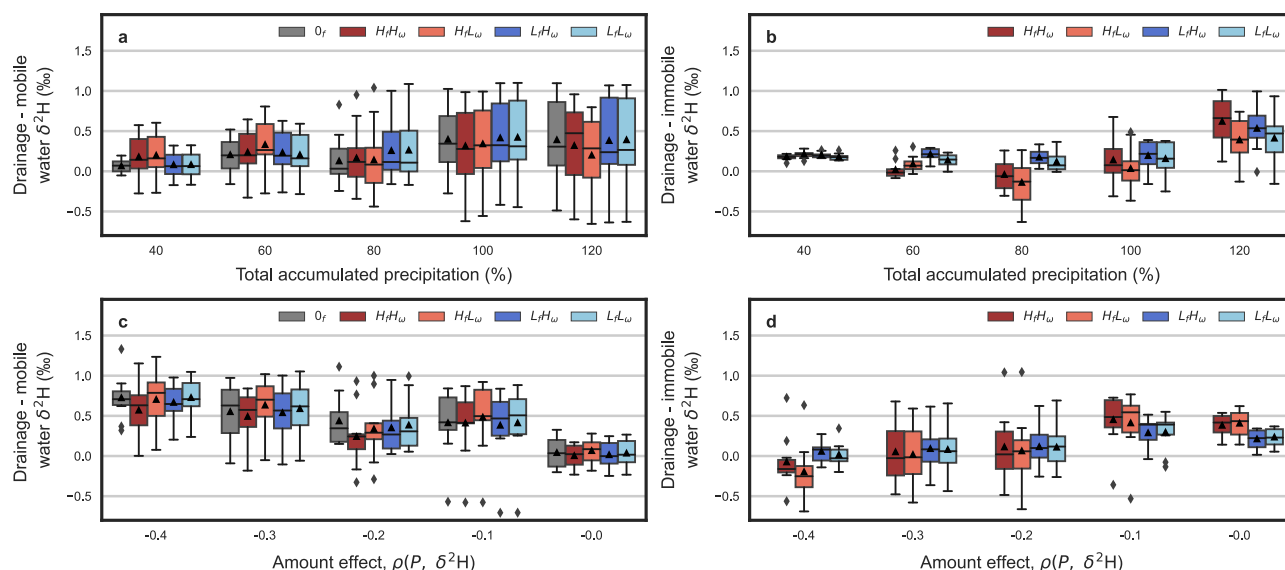 a
0f HfHω HfLω LfHω LfLω
1.5
1.0
0.5
0.0
−0.5
Drainage - mobile
water δ²H (‰)
40 60 80 100 120
Total accumulated precipitation (%)
b
HfHω HfLω LfHω LfLω
1.5
1.0
0.5
0.0
−0.5
Drainage - immobile
water δ²H (‰)
40 60 80 100 120
Total accumulated precipitation (%)
c
0f HfHω HfLω LfHω LfLω
1.5
1.0
0.5
0.0
−0.5
Drainage - mobile
water δ²H (‰)
-0.4 -0.3 -0.2 -0.1 -0.0
Amount effect, ρ(P, δ²H)
d
HfHω HfLω LfHω LfLω
1.5
1.0
0.5
0.0
−0.5
Drainage - immobile
water δ²H (‰)
-0.4 -0.3 -0.2 -0.1 -0.0
Amount effect, ρ(P, δ²H)